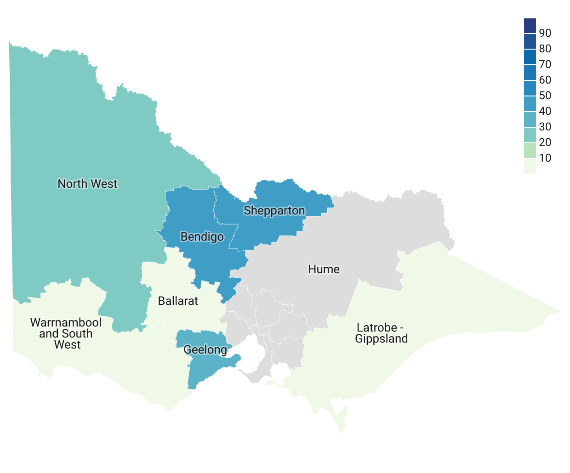 90
80
70
60
50
40
30
20
10
North West
Shepparton
Bendigo
Hume
Ballarat
Warrnambool
and South
West
Latrobe -
Gippsland
Geelong